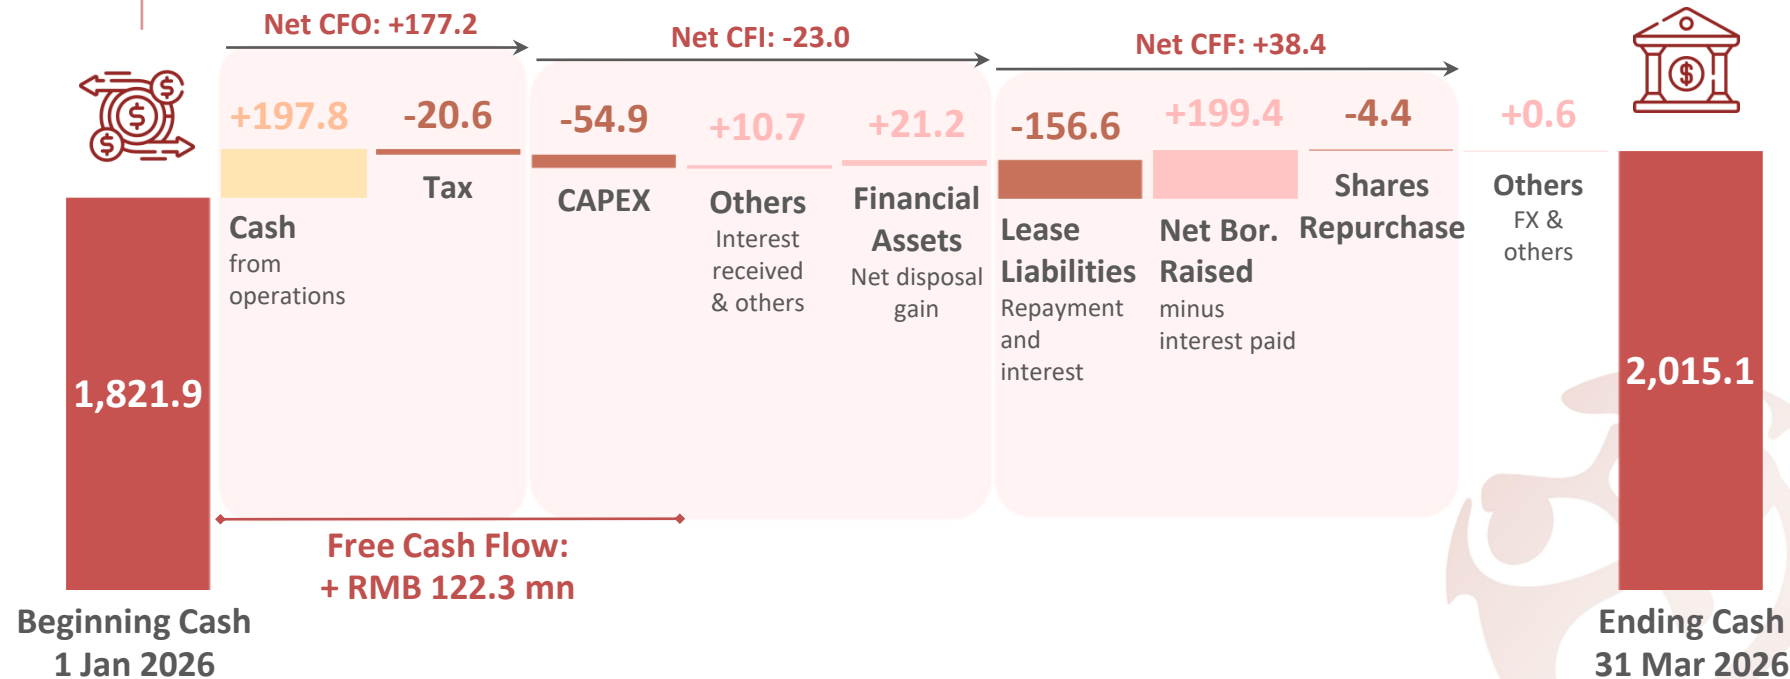 Net CFO: +177.2
Net CFI: -23.0
Net CFF: +38.4
1,821.9
Beginning Cash
1 Jan 2026
+197.8
Cash
from
operations
-20.6
Tax
-54.9
CAPEX
+10.7
Others
Interest
received
& others
+21.2
Financial
Assets
Net disposal
gain
-156.6
Lease
Liabilities
Repayment
and
interest
+199.4
Net Bor.
Raised
minus
interest paid
-4.4
Shares
Repurchase
+0.6
Others
FX &
others
2,015.1
Ending Cash
31 Mar 2026
Free Cash Flow:
+ RMB 122.3 mn